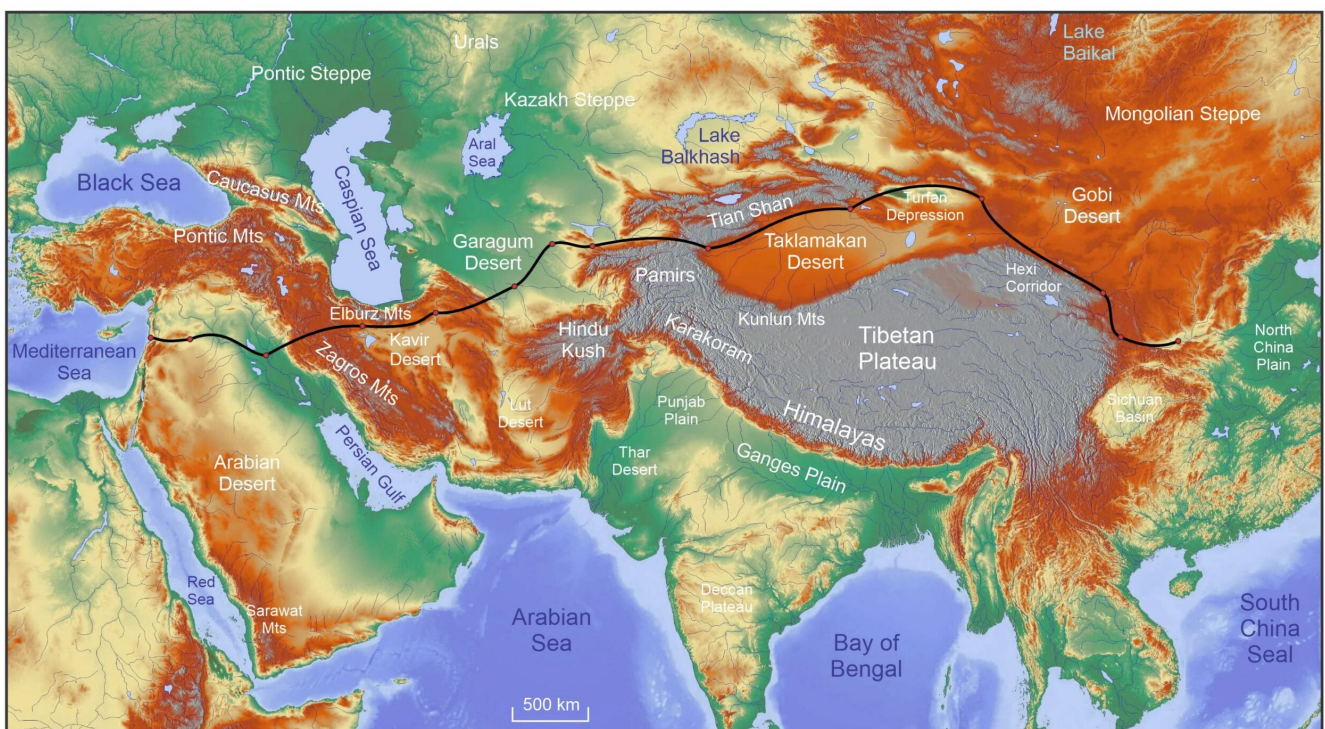 Lake
Baikal
Urals
Pontic Steppe
Kazakh Steppe
Mongolian Steppe
Aral
Sea
Lake
Balkhash
Black Sea
Caucasus Mts
Caspian Sea
Tian Shan
Turfan
Depression
Gobi
Desert
Pontic Mts
Garagum
Desert
Taklamakan
Desert
Pamirs
Hexi
Corridor
Elburz Mts
Kunlun Mts
Hindu
Kush
Karakoram
Tibetan
Plateau
North
China
Plain
Mediterranean
Sea
Kavir
Desert
Zagros Mts
Lut
Desert
Punjab
Plain
Himalayas
Sichuan
Basin
Persian Gulf
Thar
Desert
Ganges Plain
Arabian
Desert
Red
Sea
Sarawat
Mts
Arabian
Sea
Deccan
Plateau
Bay of
Bengal
South
China
Seal
500 km